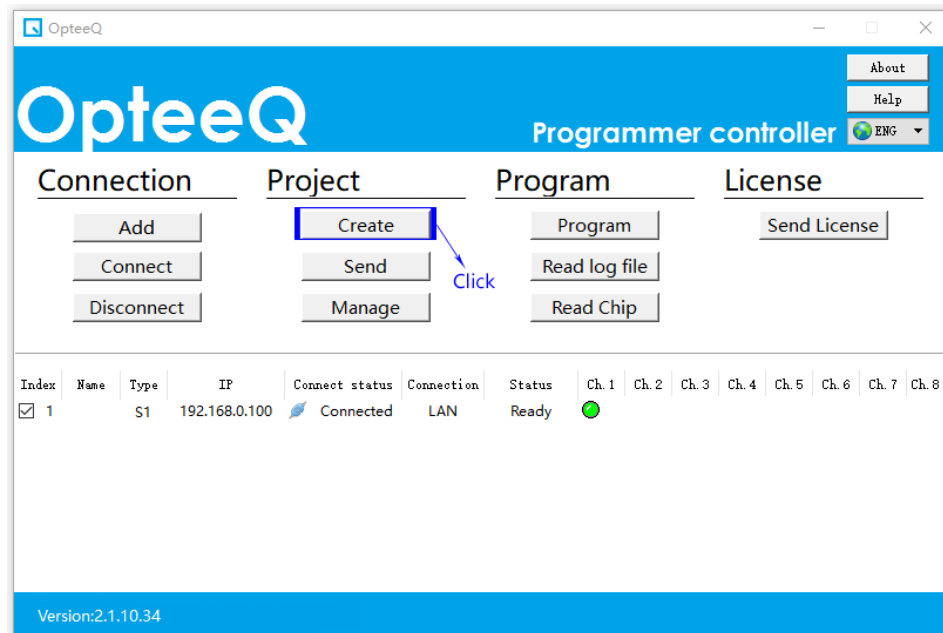 OpteeQ
About
Help
OpteeQ
Programmer controller
ENG
Connection Project Program License
Add Create Program Send License
Connect Send Read log file
Click
Disconnect Manage Read Chip
Index Name Type IP Connect status Connection Status Ch.1 Ch.2 Ch.3 Ch.4 Ch.5 Ch.6 Ch.7 Ch.8
1 S1 192.168.0.100 Connected LAN Ready
Version:2.1.10.34